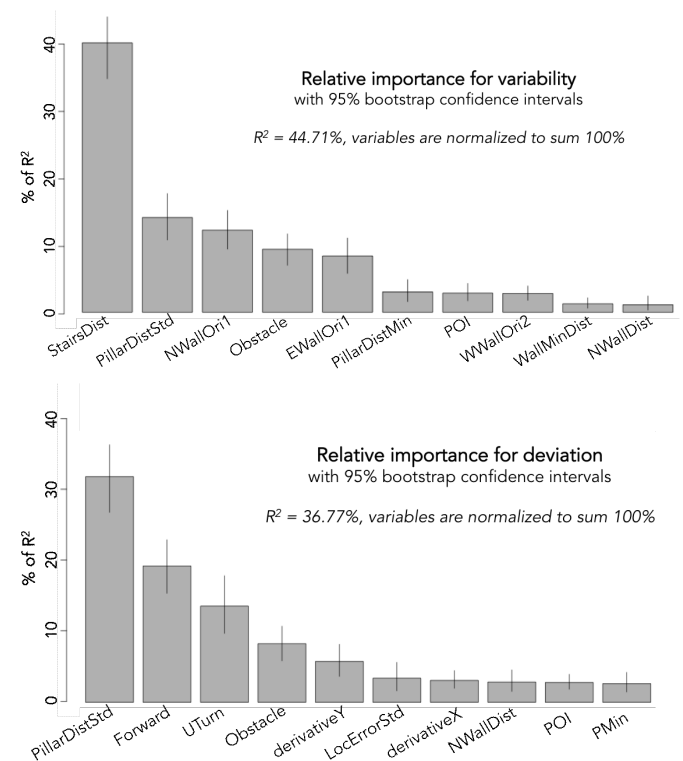 Relative importance for variability
with 95% bootstrap confidence intervals
R² = 44.71%, variables are normalized to sum 100%
% of R²
40
30
20
10
0
StairsDist
PillarDistStd
NWallOri1
Obstacle
EWallOri1
PillarDistMin
POI
WWallOri2
WallMinDist
NWallDist
Relative importance for deviation
with 95% bootstrap confidence intervals
R² = 36.77%, variables are normalized to sum 100%
% of R²
40
30
20
10
0
PillarDistStd
Forward
UTurn
Obstacle
derivativeY
LocErrorStd
derivativeX
NWallDist
POI
PMin